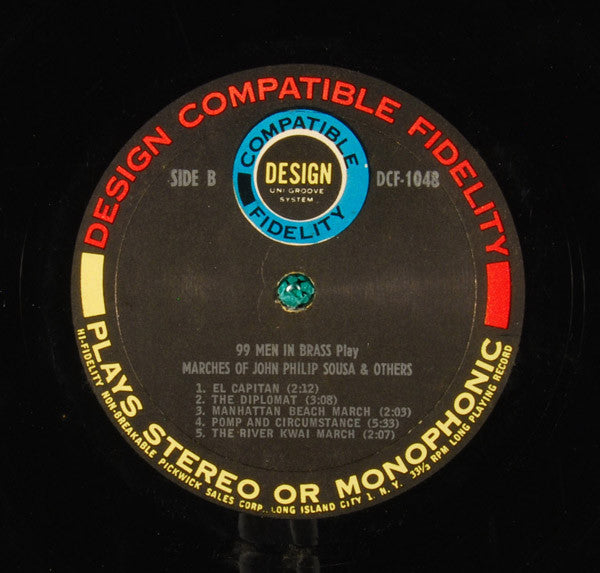 DESIGN COMPATIBLE FIDELITY
COMPATIBLE
DESIGN
UNI GROOVE
SYSTEM
FIDELITY
SIDE B
DCF-1048
99 MEN IN BRASS Play
MARCHES OF JOHN PHILIP SOUSA & OTHERS
1. EL CAPITAN (2:12)
2. THE DIPLOMAT (3:08)
3. MANHATTAN BEACH MARCH (2:03)
4. POMP AND CIRCUMSTANCE (5:33)
5. THE RIVER KWAI MARCH (2:07)
PLAYS STEREO OR MONOPHONIC
HI-FIDELITY NON-BREAKABLE 33⅓ RPM LONG PLAYING RECORD
PICKWICK SALES CORP., LONG ISLAND CITY 1, N. Y.